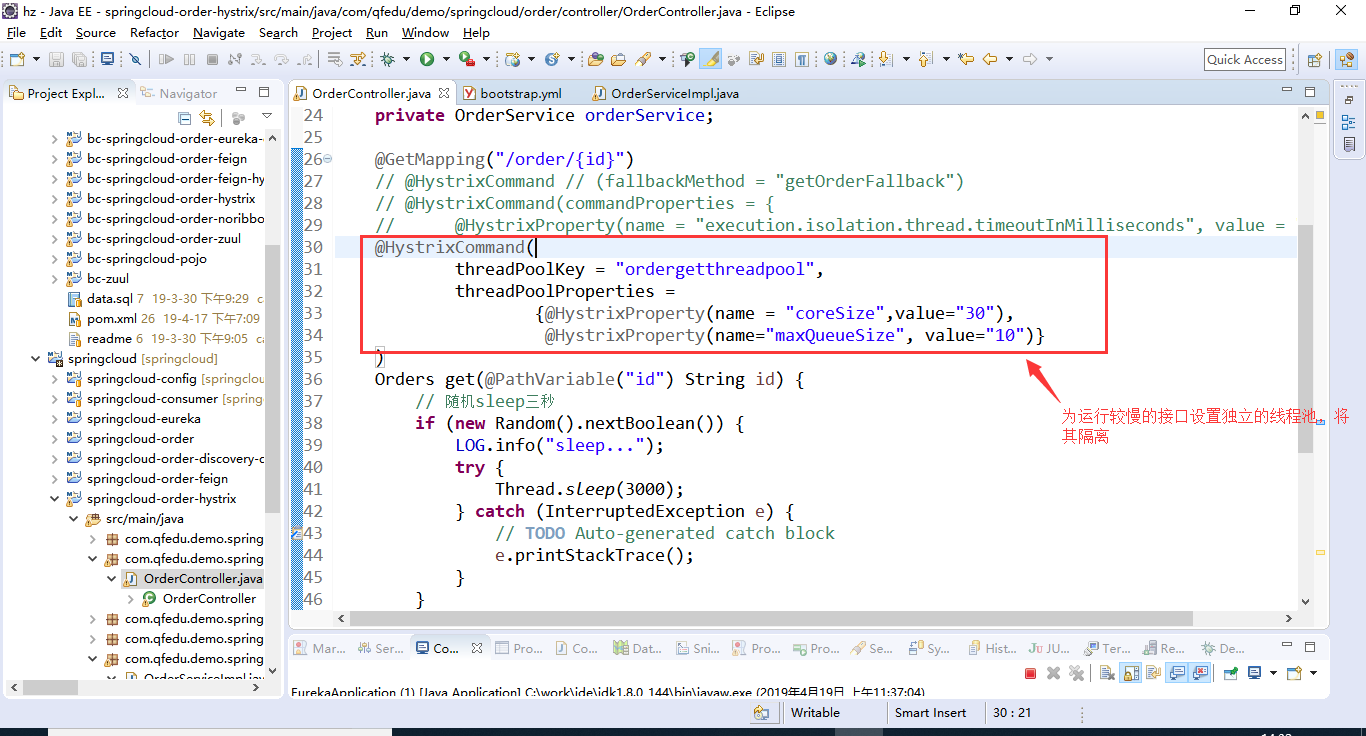 hz - Java EE - springcloud-order-hystrix/src/main/java/com/qfedu/demo/springcloud/order/controller/OrderController.java - Eclipse
File Edit Source Refactor Navigate Search Project Run Window Help
Quick Access
Project Expl...
Navigator
bc-springcloud-order-eureka-
bc-springcloud-order-feign
bc-springcloud-order-feign-hy
bc-springcloud-order-hystrix
bc-springcloud-order-noribbo
bc-springcloud-order-zuul
bc-springcloud-pojo
bc-zuul
data.sql 7 19-3-30 下午9:29 ca
pom.xml 26 19-4-17 下午7:09
readme 6 19-3-30 下午9:05 ca
springcloud [springcloud]
springcloud-config [springclou
springcloud-consumer [springc
springcloud-eureka
springcloud-order
springcloud-order-discovery-c
springcloud-order-feign
springcloud-order-hystrix
src/main/java
com.qfedu.demo.spring
com.qfedu.demo.spring
OrderController.java
OrderController
com.qfedu.demo.spring
com.qfedu.demo.spring
com.qfedu.demo.spring
OrderServiceImpl.jav
OrderController.java bootstrap.yml OrderServiceImpl.java
24 private OrderService orderService;
25
26 @GetMapping("/order/{id}")
27 // @HystrixCommand // (fallbackMethod = "getOrderFallback")
28 // @HystrixCommand(commandProperties = {
29 // @HystrixProperty(name = "execution.isolation.thread.timeoutInMilliseconds", value =
30 @HystrixCommand(
31 threadPoolKey = "ordergetthreadpool",
32 threadPoolProperties =
33 {@HystrixProperty(name = "coreSize",value="30"),
34 @HystrixProperty(name="maxQueueSize", value="10")}
35 )
36 Orders get(@PathVariable("id") String id) {
37 // 随机sleep三秒
38 if (new Random().nextBoolean()) {
39 LOG.info("sleep...");
40 try {
41 Thread.sleep(3000);
42 } catch (InterruptedException e) {
43 // TODO Auto-generated catch block
44 e.printStackTrace();
45 }
46 }
为运行较慢的接口设置独立的线程池，将
其隔离
Mar... Ser... Co... Pro... Co... Dat... Sni... Pro... Pro... Se... Sy... Hist... JU JU... Ter... Re... De...
EurekaApplication (1) [Java Application] C:\work\ide\jdk1.8.0_144\bin\javaw.exe (2019年4月19日 上午11:37:04)
Writable Smart Insert 30 : 21